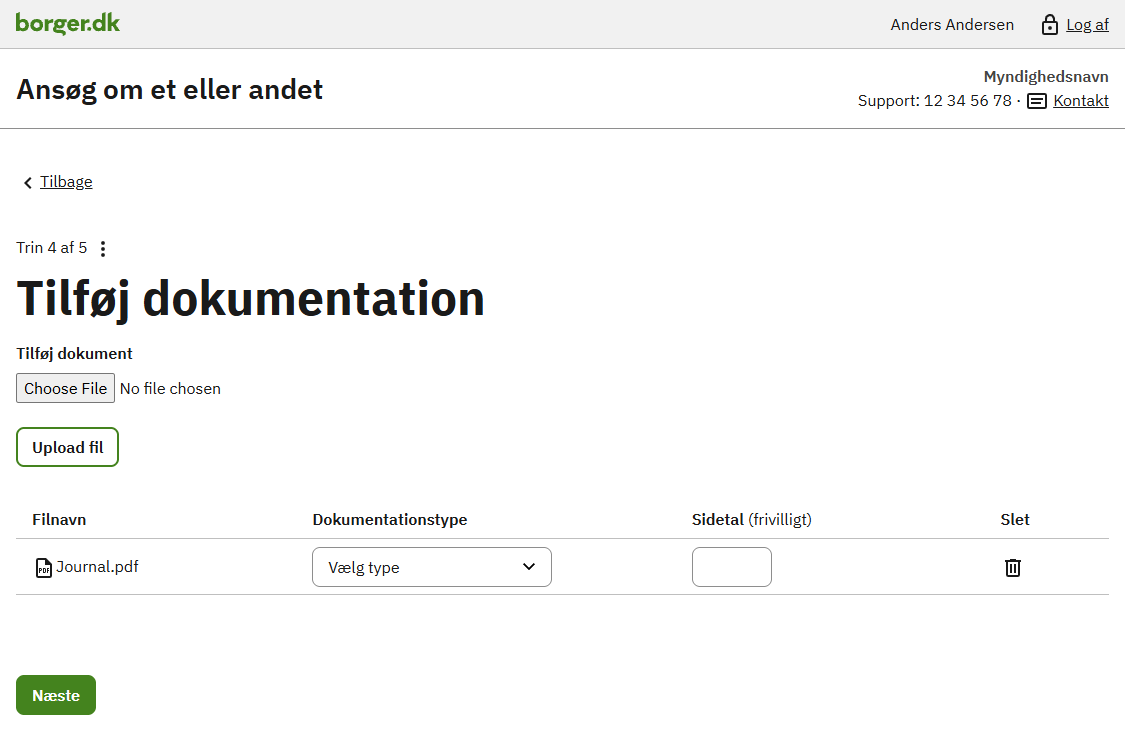 borger.dk
Anders Andersen
Log af
Ansøg om et eller andet
Myndighedsnavn
Support: 12 34 56 78 · Kontakt
Tilbage
Trin 4 af 5
Tilføj dokumentation
Tilføj dokument
Choose File No file chosen
Upload fil
Filnavn Dokumentationstype Sidetal (frivilligt) Slet
PDF Journal.pdf Vælg type
Næste